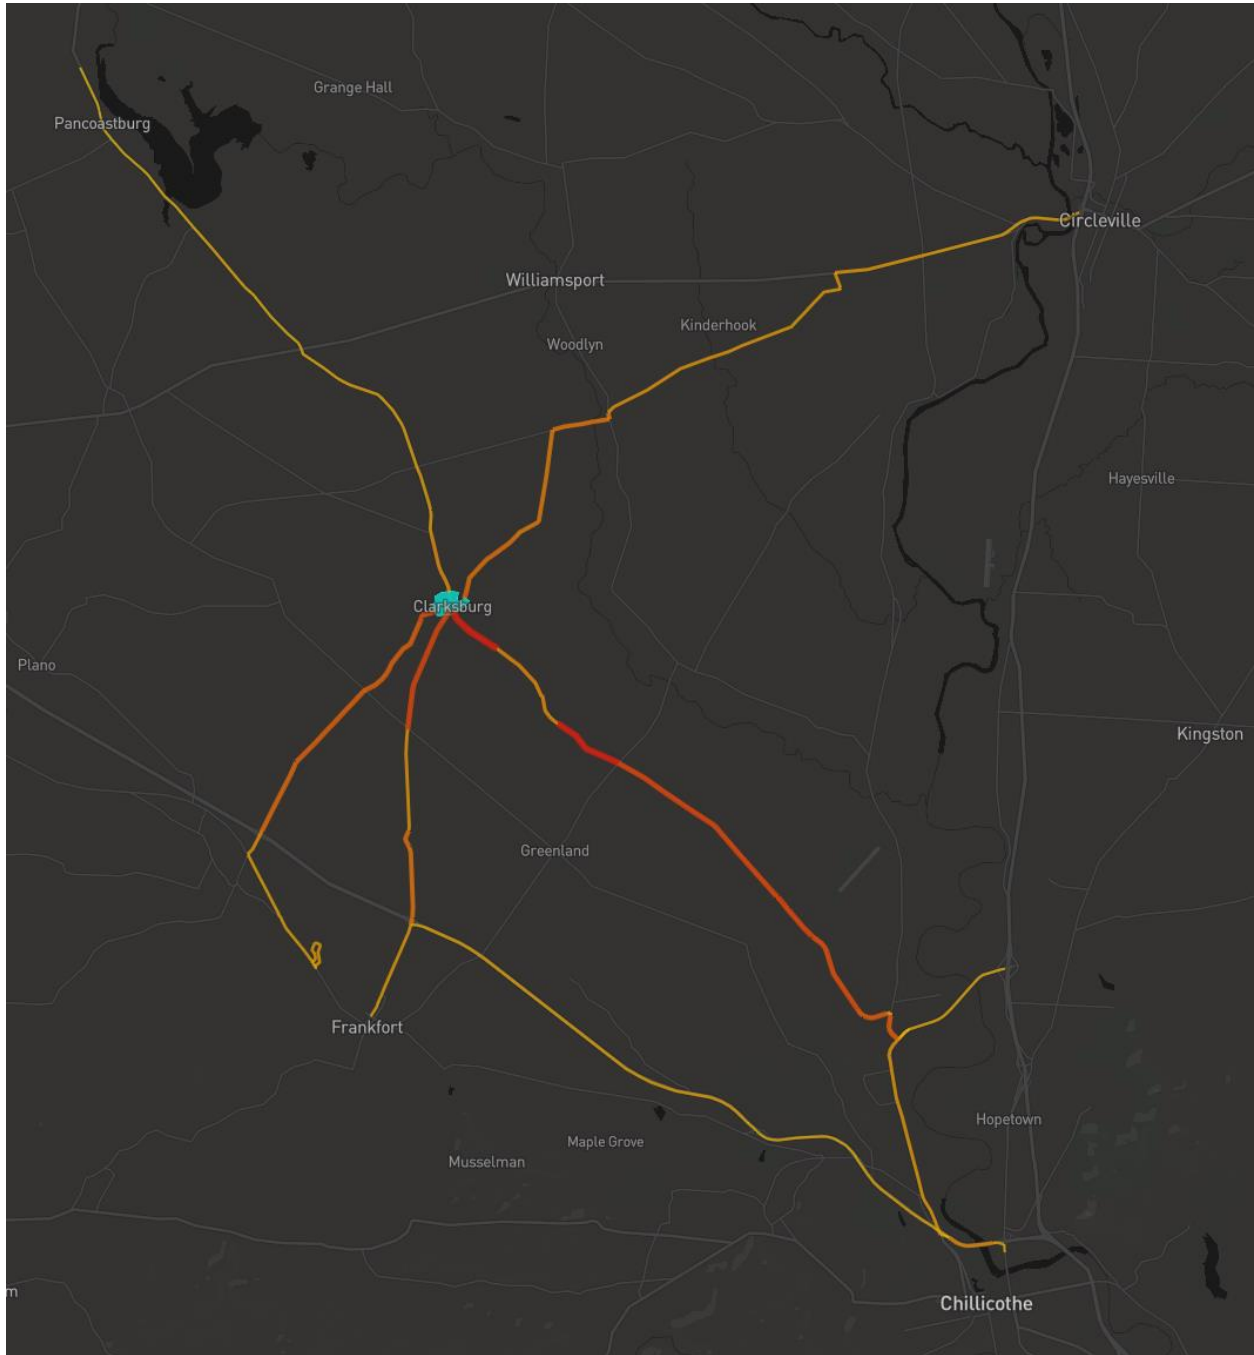 Grange Hall
Pancoastburg
Circleville
Williamsport
Kinderhook
Woodlyn
Hayesville
Clarksburg
Plano
Kingston
Greenland
Frankfort
Hopetown
Maple Grove
Musselman
m
Chillicothe